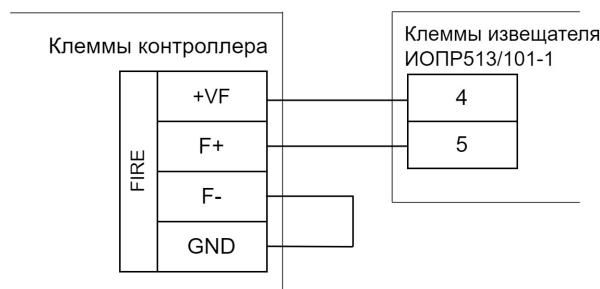 Клеммы контроллера
Клеммы извещателя
ИОПР513/101-1
FIRE
+VF
F+
F-
GND
4
5